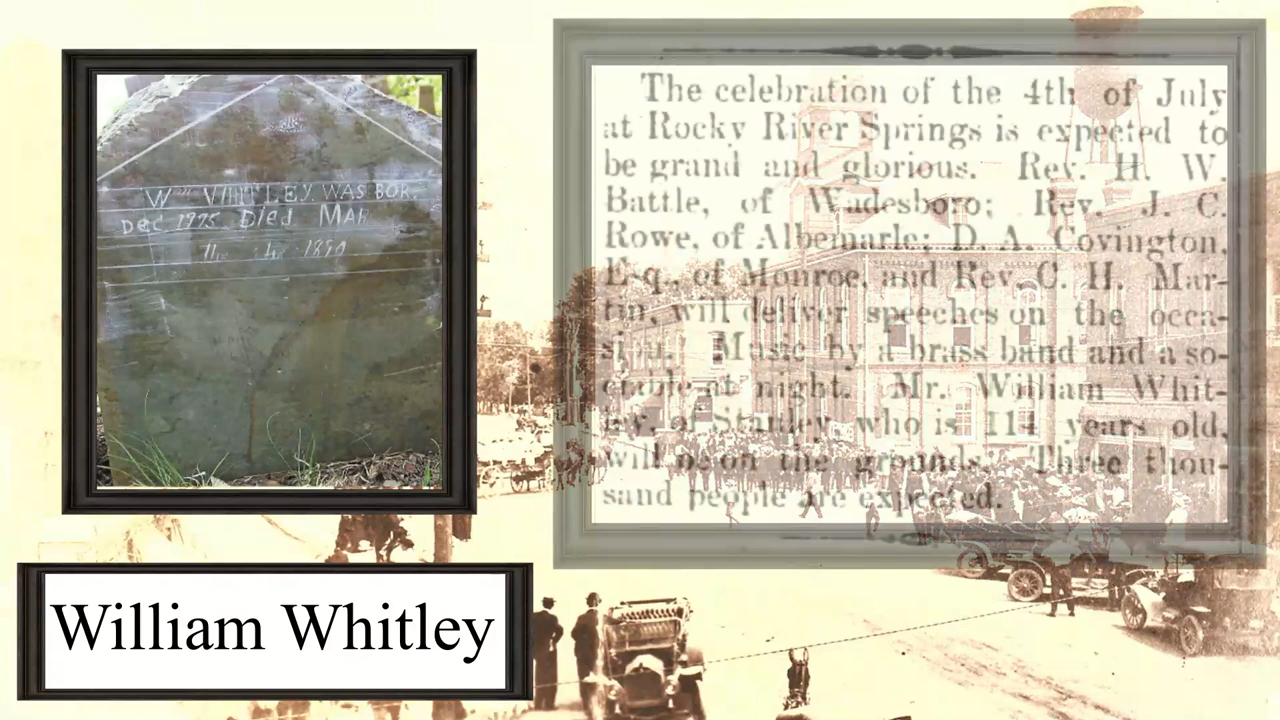 Wm WHITLEY. WAS BOR.
Dec 1775 Died MAR
1890
William Whitley
The celebration of the 4th of July
at Rocky River Springs is expected to
be grand and glorious. Rev. H. W.
Battle, of Wadesboro; Rev. J. C.
Rowe, of Albemarle; D. A. Covington,
Esq., of Monroe, and Rev. C. H. Mar-
tin, will deliver speeches on the occa-
sion. Music by a brass band and a so-
ciable at night. Mr. William Whit-
ley, of Stanley, who is 114 years old,
will be on the grounds. Three thou-
sand people are expected.